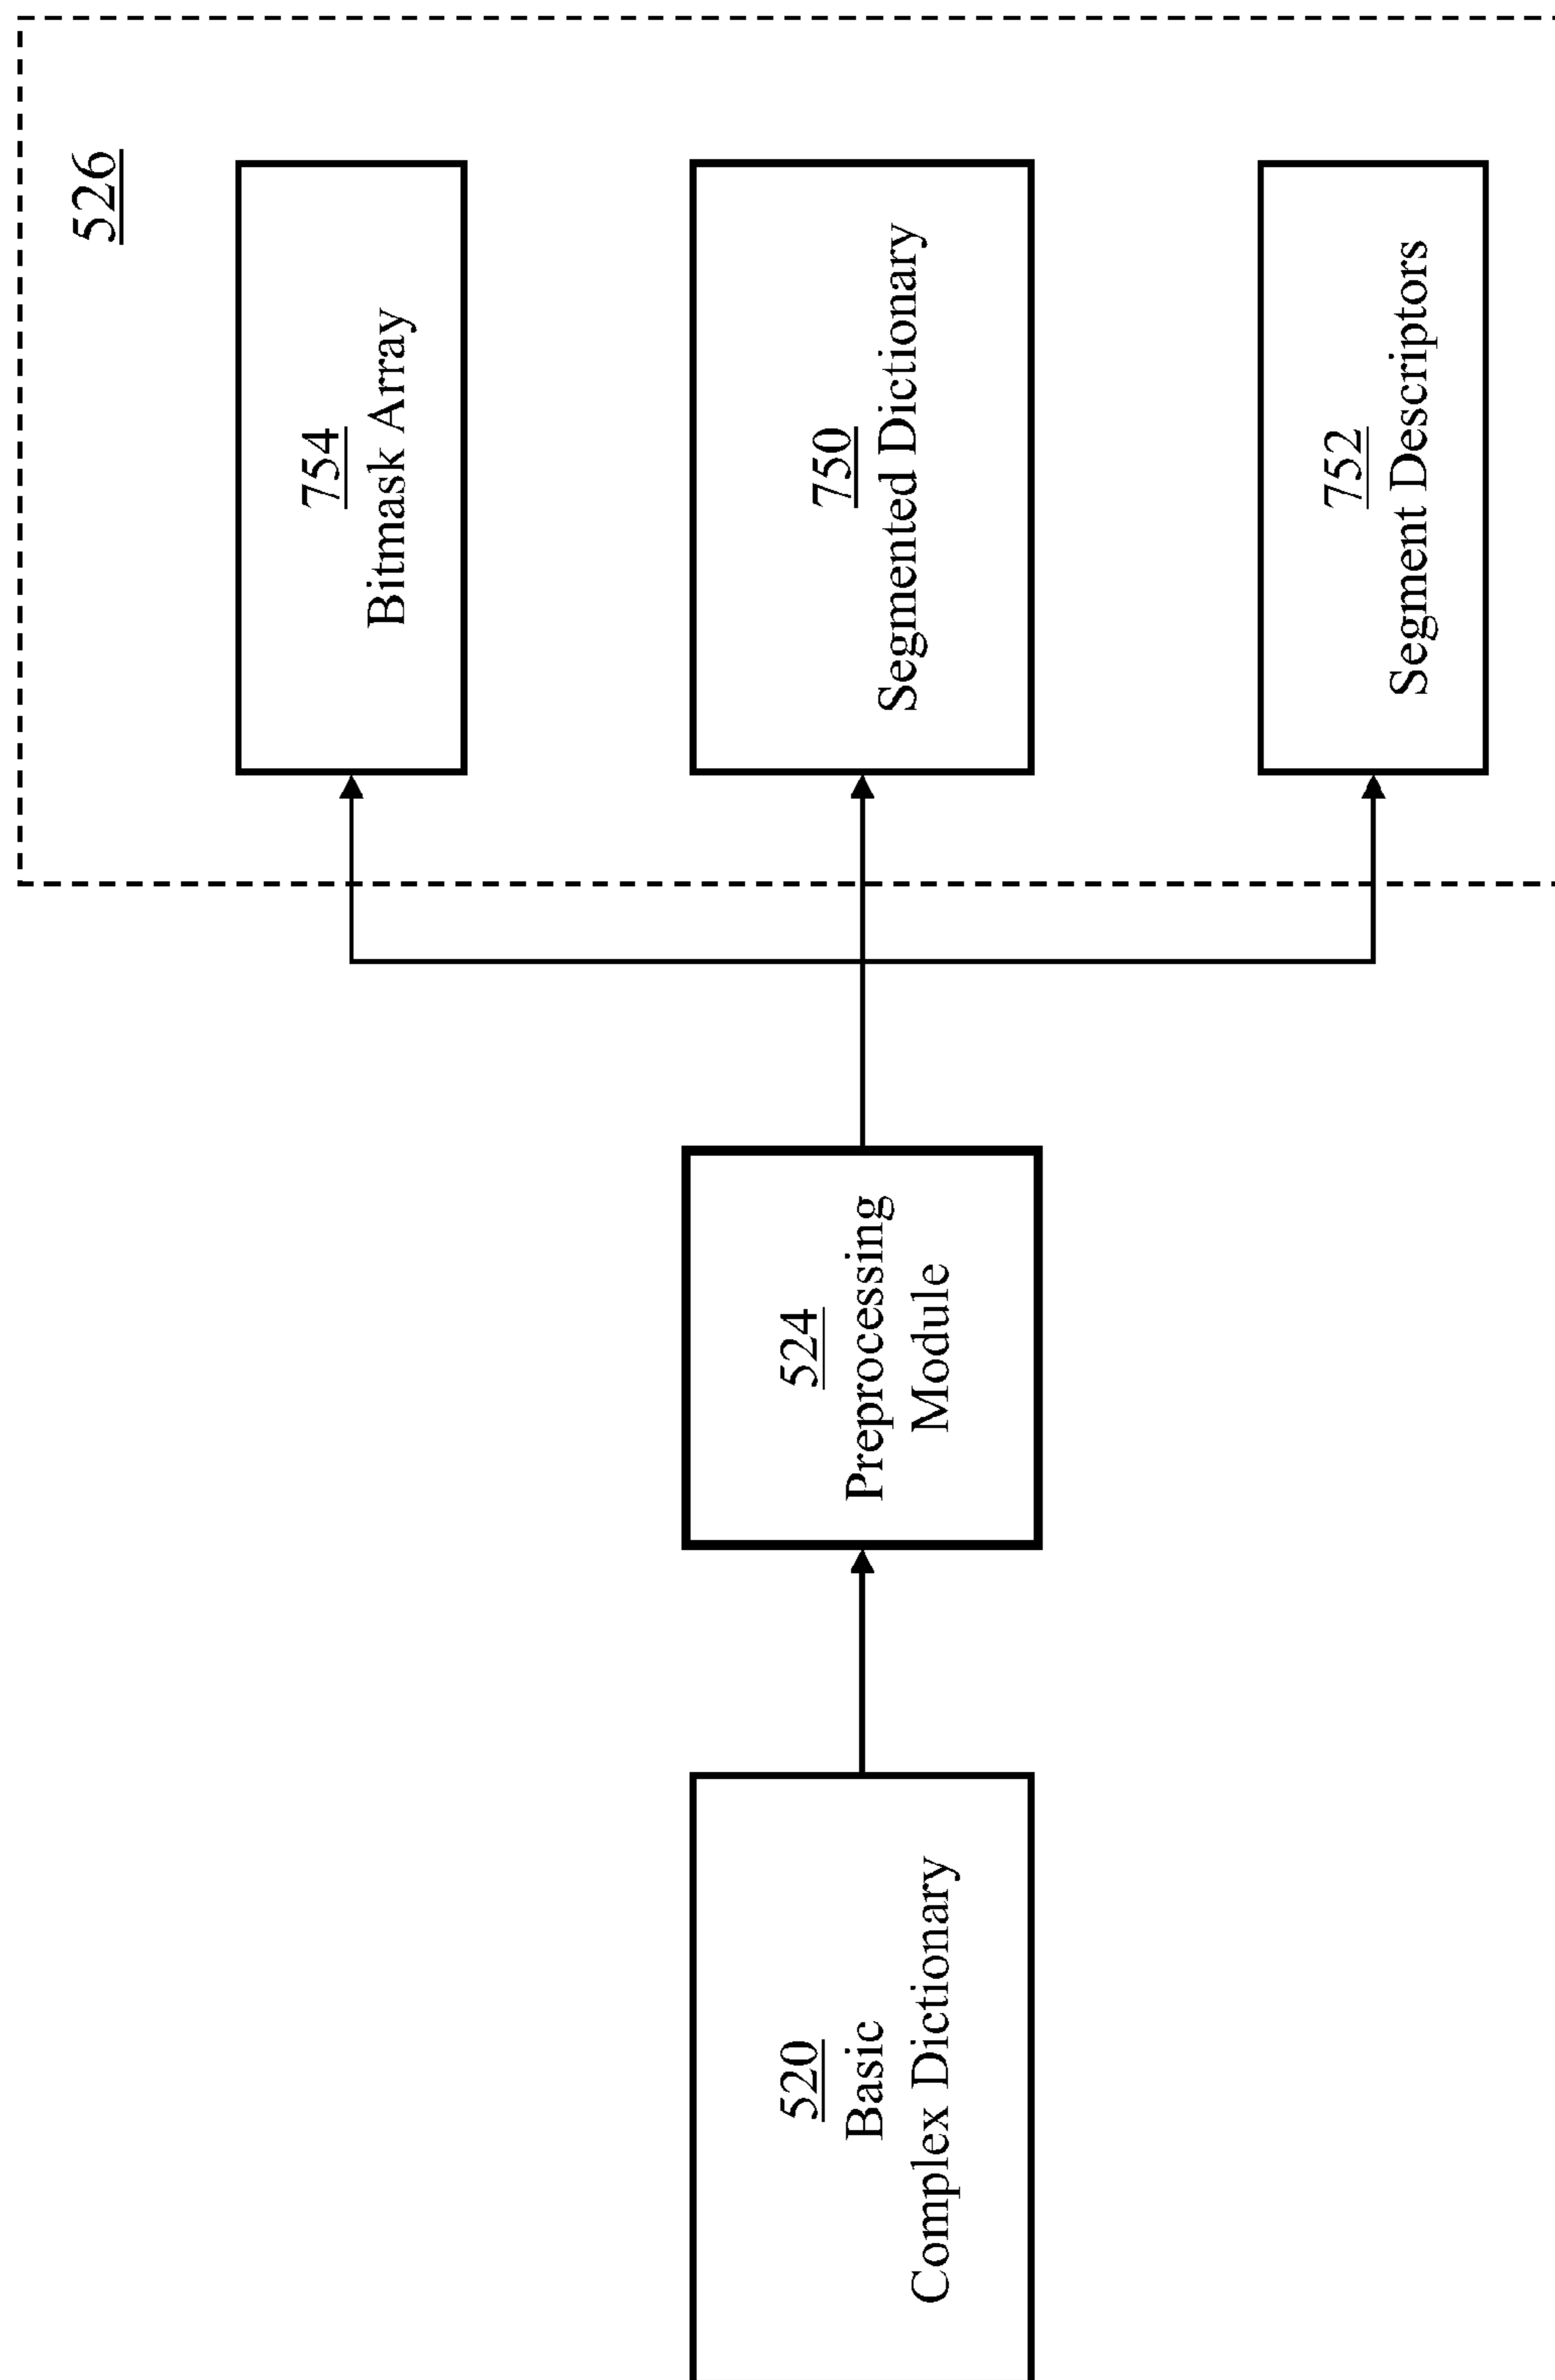 526
754
Bitmask Array
750
Segmented Dictionary
752
Segment Descriptors
524
Preprocessing
Module
520
Basic
Complex Dictionary